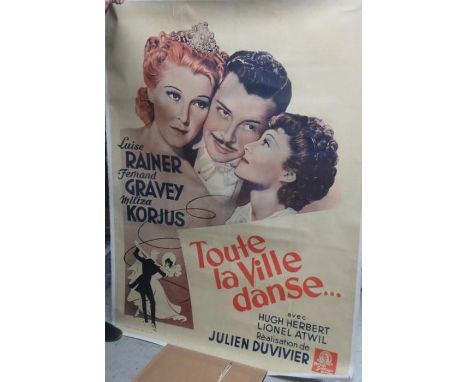 Luise
RAINER
Fernand
GRAVEY
Miliza
KORJUS
Toute
la Ville
danse...
avec
HUGH HERBERT
LIONEL ATWIL
Réalisation de
JULIEN DUVIVIER